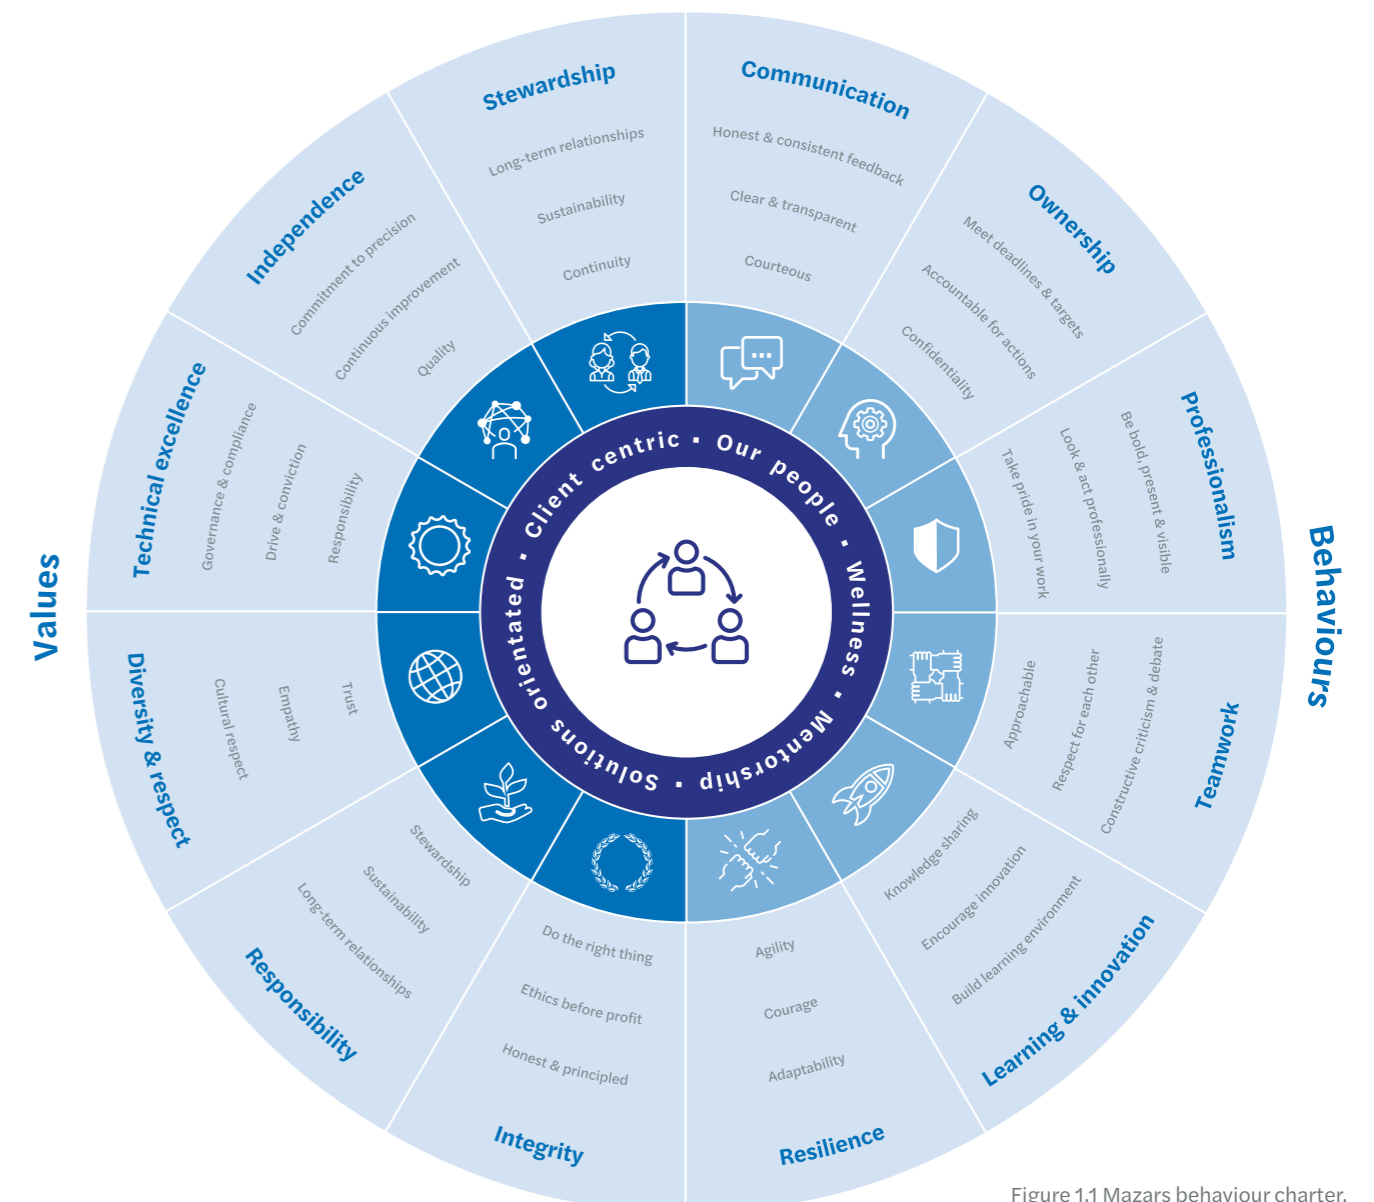 Values
Behaviours
Stewardship
Long-term relationships
Sustainability
Continuity
Communication
Honest & consistent feedback
Clear & transparent
Courteous
Ownership
Meet deadlines & targets
Accountable for actions
Confidentiality
Professionalism
Be bold, present & visible
Look & act professionally
Take pride in your work
Teamwork
Approachable
Respect for each other
Constructive criticism & debate
Learning & innovation
Knowledge sharing
Encourage innovation
Build learning environment
Resilience
Agility
Courage
Adaptability
Integrity
Do the right thing
Ethics before profit
Honest & principled
Responsibility
Stewardship
Sustainability
Long-term relationships
Diversity & respect
Cultural respect
Empathy
Trust
Technical excellence
Governance & compliance
Drive & conviction
Responsibility
Independence
Commitment to precision
Continuous improvement
Quality
Client centric ▪ Our people ▪ Wellness ▪ Mentorship ▪ Solutions orientated ▪
Figure 1.1 Mazars behaviour charter.